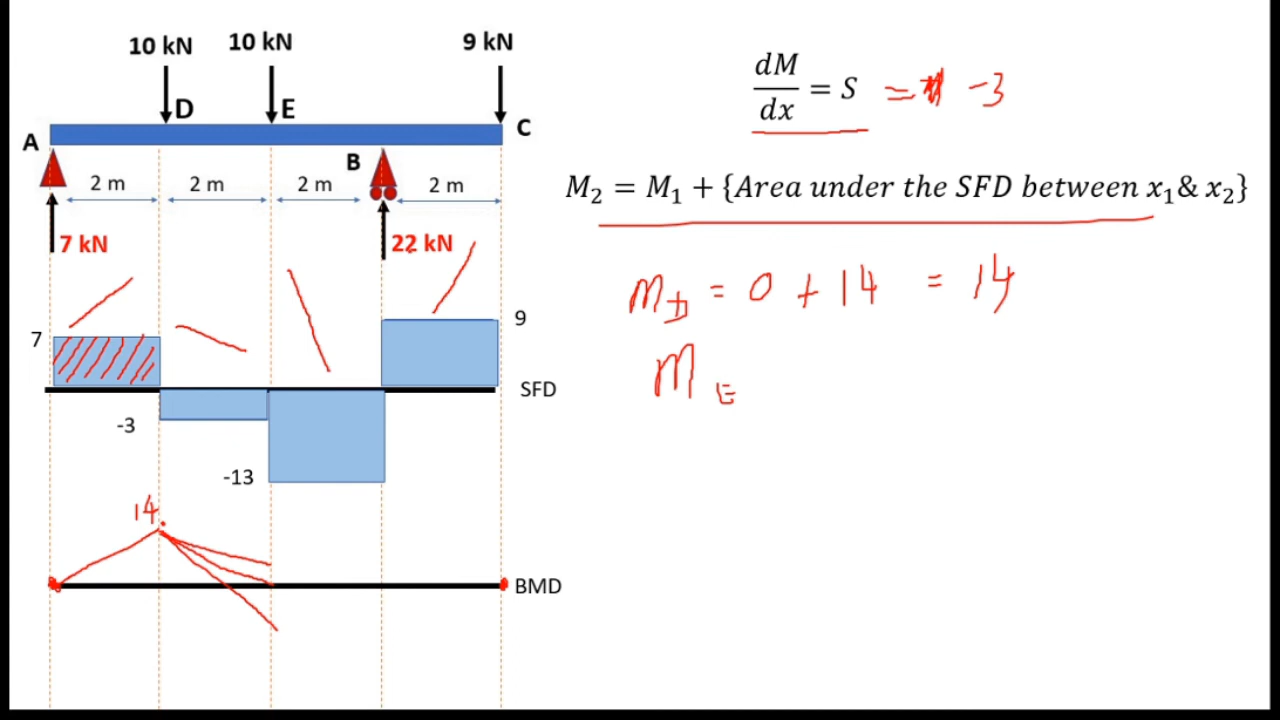 10 kN 10 kN 9 kN
D E
A C
B
2 m 2 m 2 m 2 m
7 kN 22 kN
7 9
SFD
-3
-13
14
BMD
dM/dx = S = -3
M₂ = M₁ + {Area under the SFD between x₁& x₂}
M_D = 0 + 14 = 14
M_E